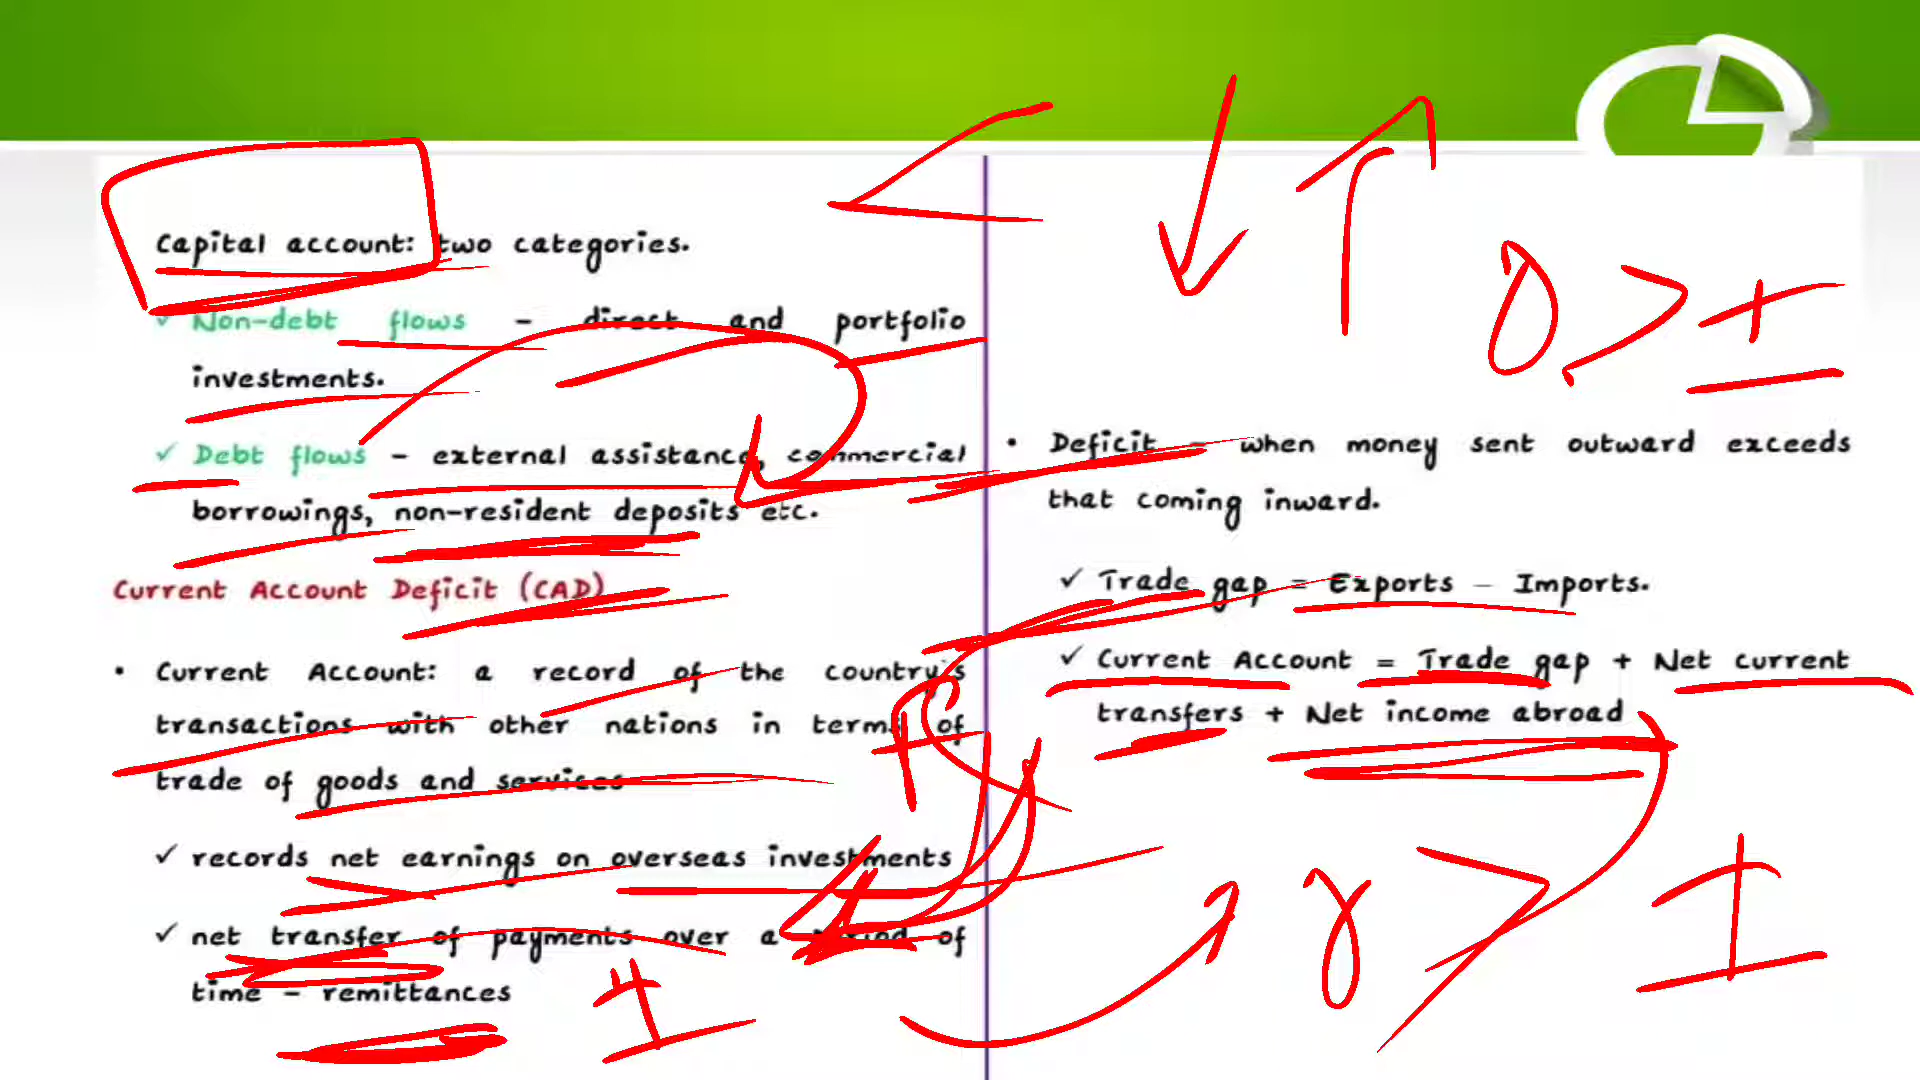 Capital account: two categories.
✓ Non-debt flows – direct and portfolio
investments.
✓ Debt flows – external assistance, commercial
borrowings, non-resident deposits etc.
Current Account Deficit (CAD)
• Current Account: a record of the country's
transactions with other nations in terms of
trade of goods and services
✓ records net earnings on overseas investments
✓ net transfer of payments over a period of
time – remittances
• Deficit – when money sent outward exceeds
that coming inward.
✓ Trade gap = Exports – Imports.
✓ Current Account = Trade gap + Net current
transfers + Net income abroad